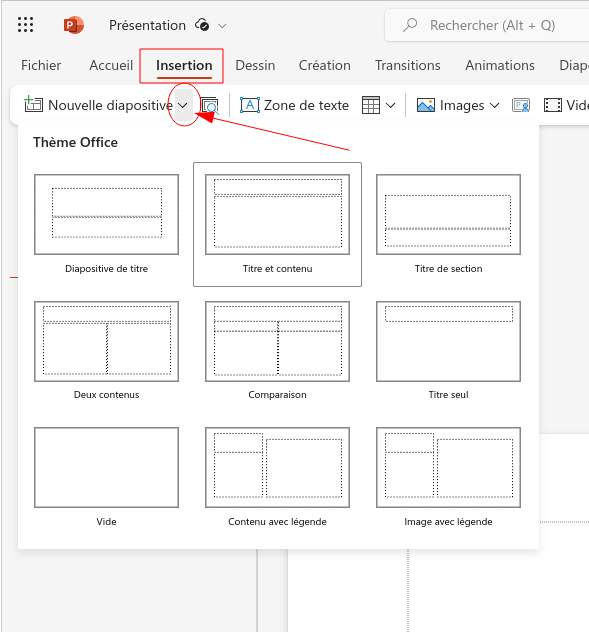 Présentation
Rechercher (Alt + Q)
Fichier Accueil Insertion Dessin Création Transitions Animations Diap
Nouvelle diapositive Zone de texte Images Vidé
Thème Office
Diapositive de titre Titre et contenu Titre de section
Deux contenus Comparaison Titre seul
Vide Contenu avec légende Image avec légende